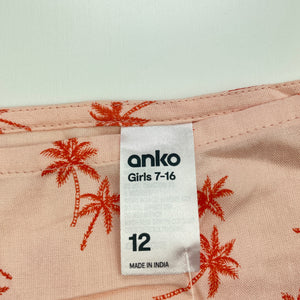 anko
Girls 7-16
12
MADE IN INDIA